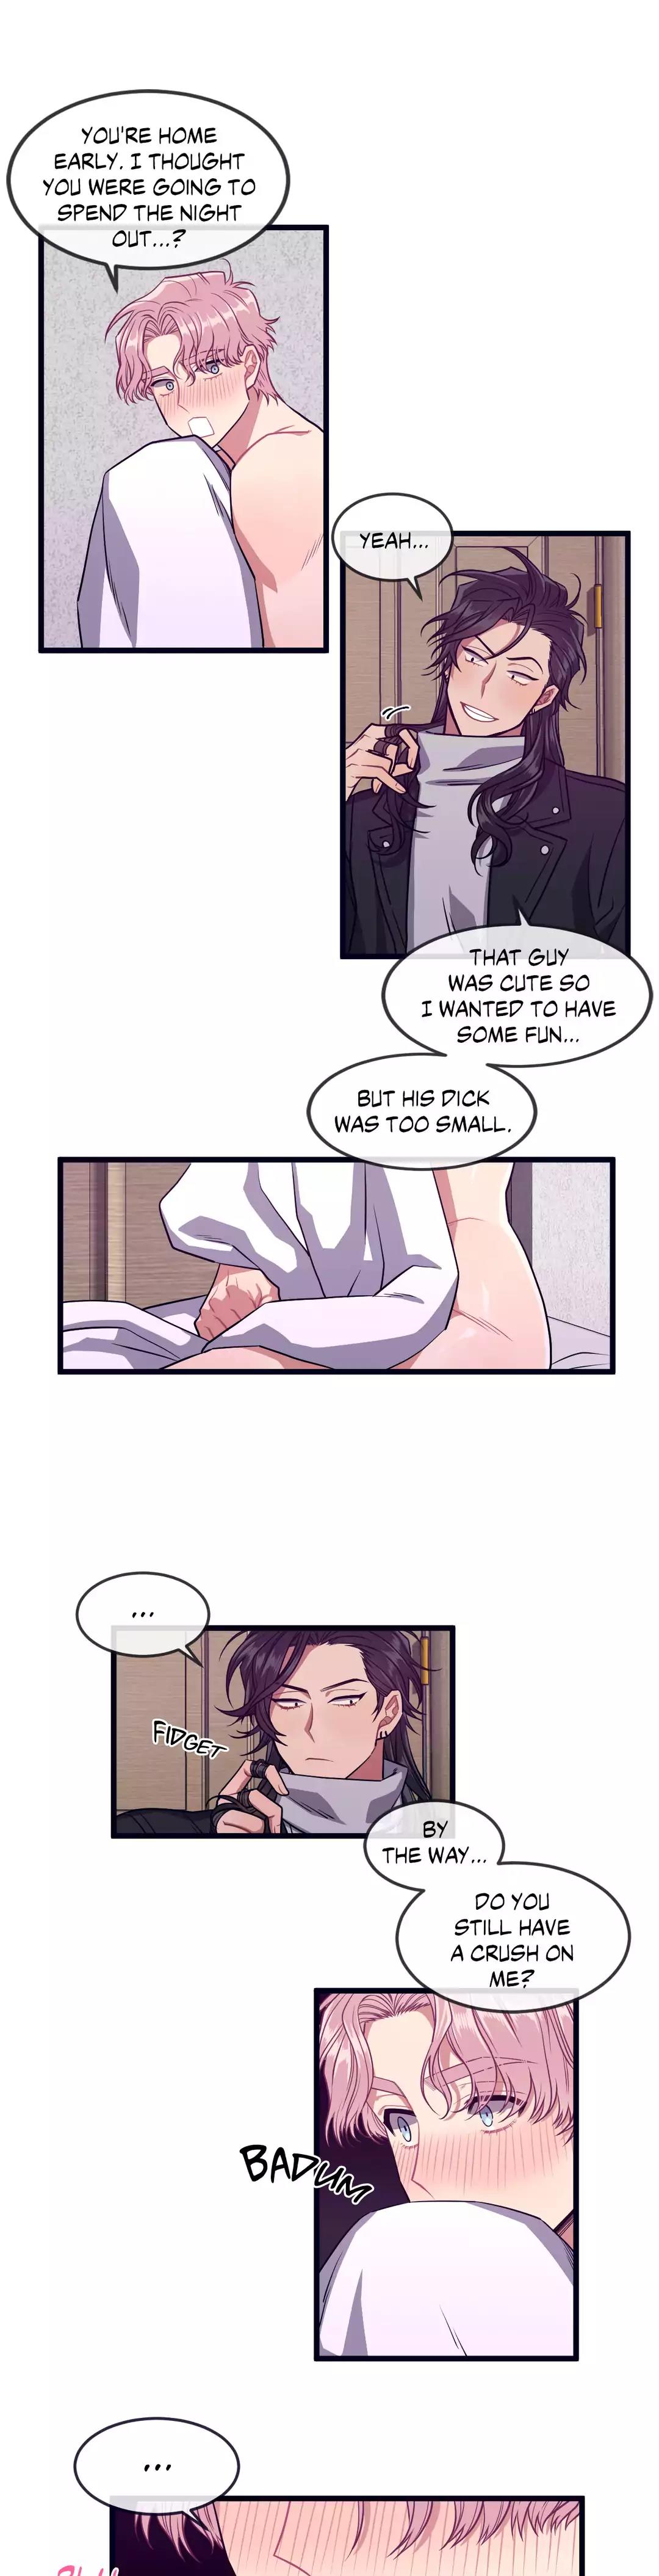 YOU'RE HOME
EARLY. I THOUGHT
YOU WERE GOING TO
SPEND THE NIGHT
OUT...?
YEAH...
THAT GUY
WAS CUTE SO
I WANTED TO HAVE
SOME FUN...
BUT HIS DICK
WAS TOO SMALL.
...
FIDGET
BY
THE WAY...
DO YOU
STILL HAVE
A CRUSH ON
ME?
BADUM
...